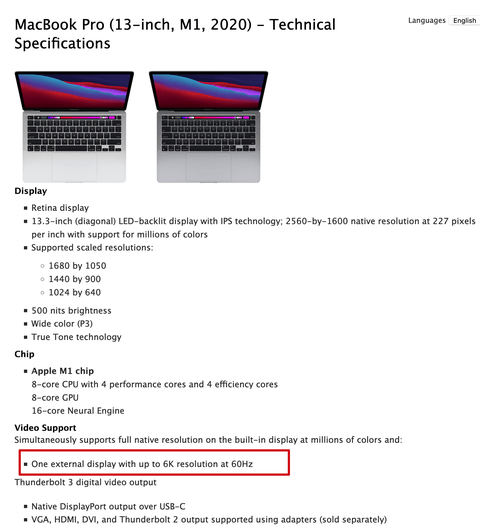 MacBook Pro (13-inch, M1, 2020) - Technical
Specifications
Languages English
Display
Retina display
13.3-inch (diagonal) LED-backlit display with IPS technology; 2560-by-1600 native resolution at 227 pixels
per inch with support for millions of colors
Supported scaled resolutions:
1680 by 1050
1440 by 900
1024 by 640
500 nits brightness
Wide color (P3)
True Tone technology
Chip
Apple M1 chip
8-core CPU with 4 performance cores and 4 efficiency cores
8-core GPU
16-core Neural Engine
Video Support
Simultaneously supports full native resolution on the built-in display at millions of colors and:
One external display with up to 6K resolution at 60Hz
Thunderbolt 3 digital video output
Native DisplayPort output over USB-C
VGA, HDMI, DVI, and Thunderbolt 2 output supported using adapters (sold separately)